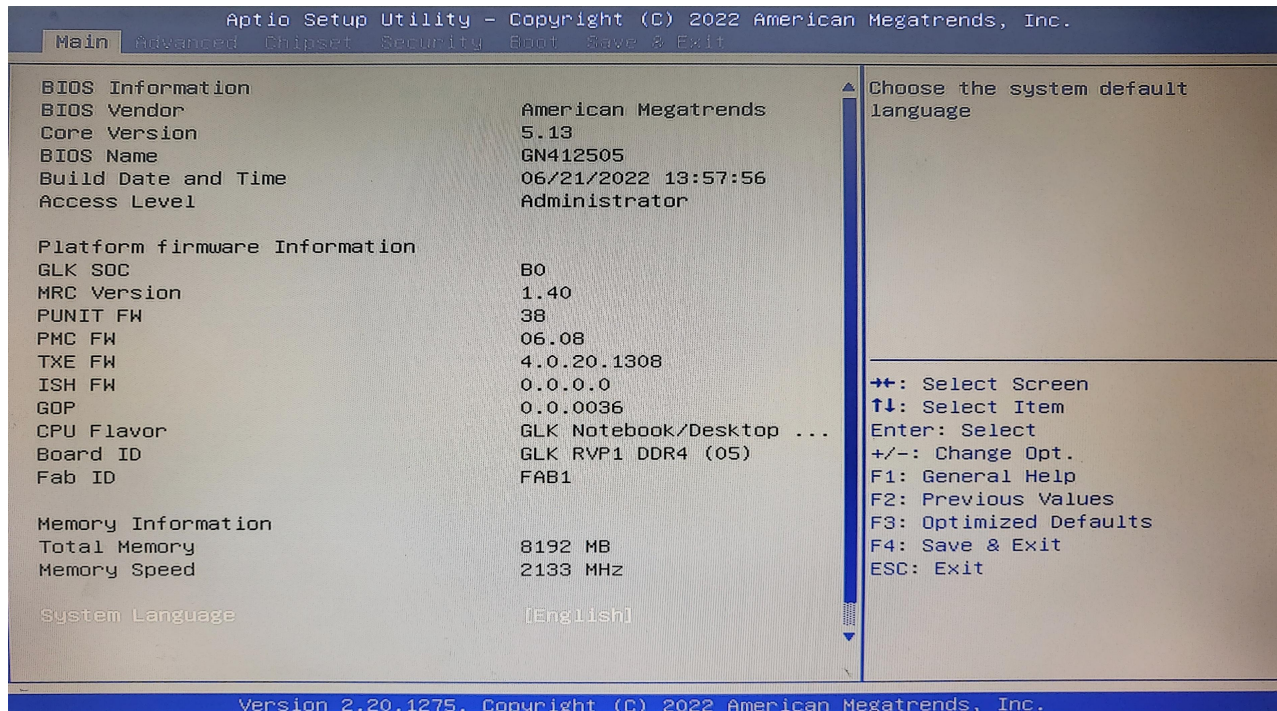 Aptio Setup Utility – Copyright (C) 2022 American Megatrends, Inc.
Main Advanced Chipset Security Boot Save & Exit
BIOS Information
BIOS Vendor American Megatrends
Core Version 5.13
BIOS Name GN412505
Build Date and Time 06/21/2022 13:57:56
Access Level Administrator
Platform firmware Information
GLK SOC B0
MRC Version 1.40
PUNIT FW 38
PMC FW 06.08
TXE FW 4.0.20.1308
ISH FW 0.0.0.0
GOP 0.0.0036
CPU Flavor GLK Notebook/Desktop ...
Board ID GLK RVP1 DDR4 (05)
Fab ID FAB1
Memory Information
Total Memory 8192 MB
Memory Speed 2133 MHz
System Language [English]
Choose the system default
language
→←: Select Screen
↑↓: Select Item
Enter: Select
+/-: Change Opt.
F1: General Help
F2: Previous Values
F3: Optimized Defaults
F4: Save & Exit
ESC: Exit
Version 2.20.1275. Copyright (C) 2022 American Megatrends, Inc.